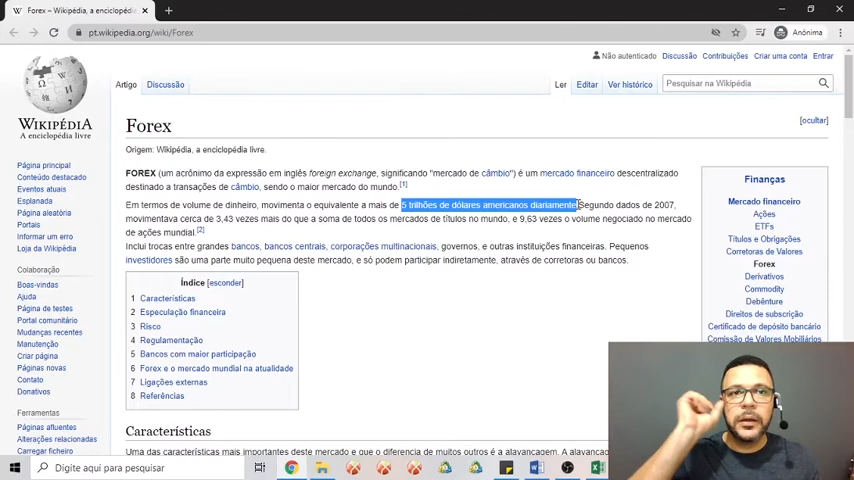 Forex – Wikipédia, a enciclopédi
pt.wikipedia.org/wiki/Forex
Anônima
Não autenticado Discussão Contribuições Criar uma conta Entrar
Artigo Discussão
Ler Editar Ver histórico
Pesquisar na Wikipédia
WIKIPÉDIA
A enciclopédia livre
Página principal
Conteúdo destacado
Eventos atuais
Esplanada
Página aleatória
Portais
Informar um erro
Loja da Wikipédia
Colaboração
Boas-vindas
Ajuda
Página de testes
Portal comunitário
Mudanças recentes
Manutenção
Criar página
Páginas novas
Contato
Donativos
Ferramentas
Páginas afluentes
Alterações relacionadas
Carregar ficheiro
Forex
[ocultar]
Origem: Wikipédia, a enciclopédia livre.
FOREX (um acrônimo da expressão em inglês foreign exchange, significando "mercado de câmbio") é um mercado financeiro descentralizado
destinado a transações de câmbio, sendo o maior mercado do mundo.[1]
Em termos de volume de dinheiro, movimenta o equivalente a mais de 5 trilhões de dólares americanos diariamente. Segundo dados de 2007,
movimentava cerca de 3,43 vezes mais do que a soma de todos os mercados de títulos no mundo, e 9,63 vezes o volume negociado no mercado
de ações mundial.[2]
Inclui trocas entre grandes bancos, bancos centrais, corporações multinacionais, governos, e outras instituições financeiras. Pequenos
investidores são uma parte muito pequena deste mercado, e só podem participar indiretamente, através de corretoras ou bancos.
Índice [esconder]
1 Características
2 Especulação financeira
3 Risco
4 Regulamentação
5 Bancos com maior participação
6 Forex e o mercado mundial na atualidade
7 Ligações externas
8 Referências
Características
Uma das características mais importantes deste mercado e o que diferencia de muitos outros é a alavancagem. A alavancagem
Finanças
Mercado financeiro
Ações
ETFs
Títulos e Obrigações
Corretoras de Valores
Forex
Derivativos
Commodity
Debênture
Direitos de subscrição
Certificado de depósito bancário
Comissão de Valores Mobiliários
Digite aqui para pesquisar